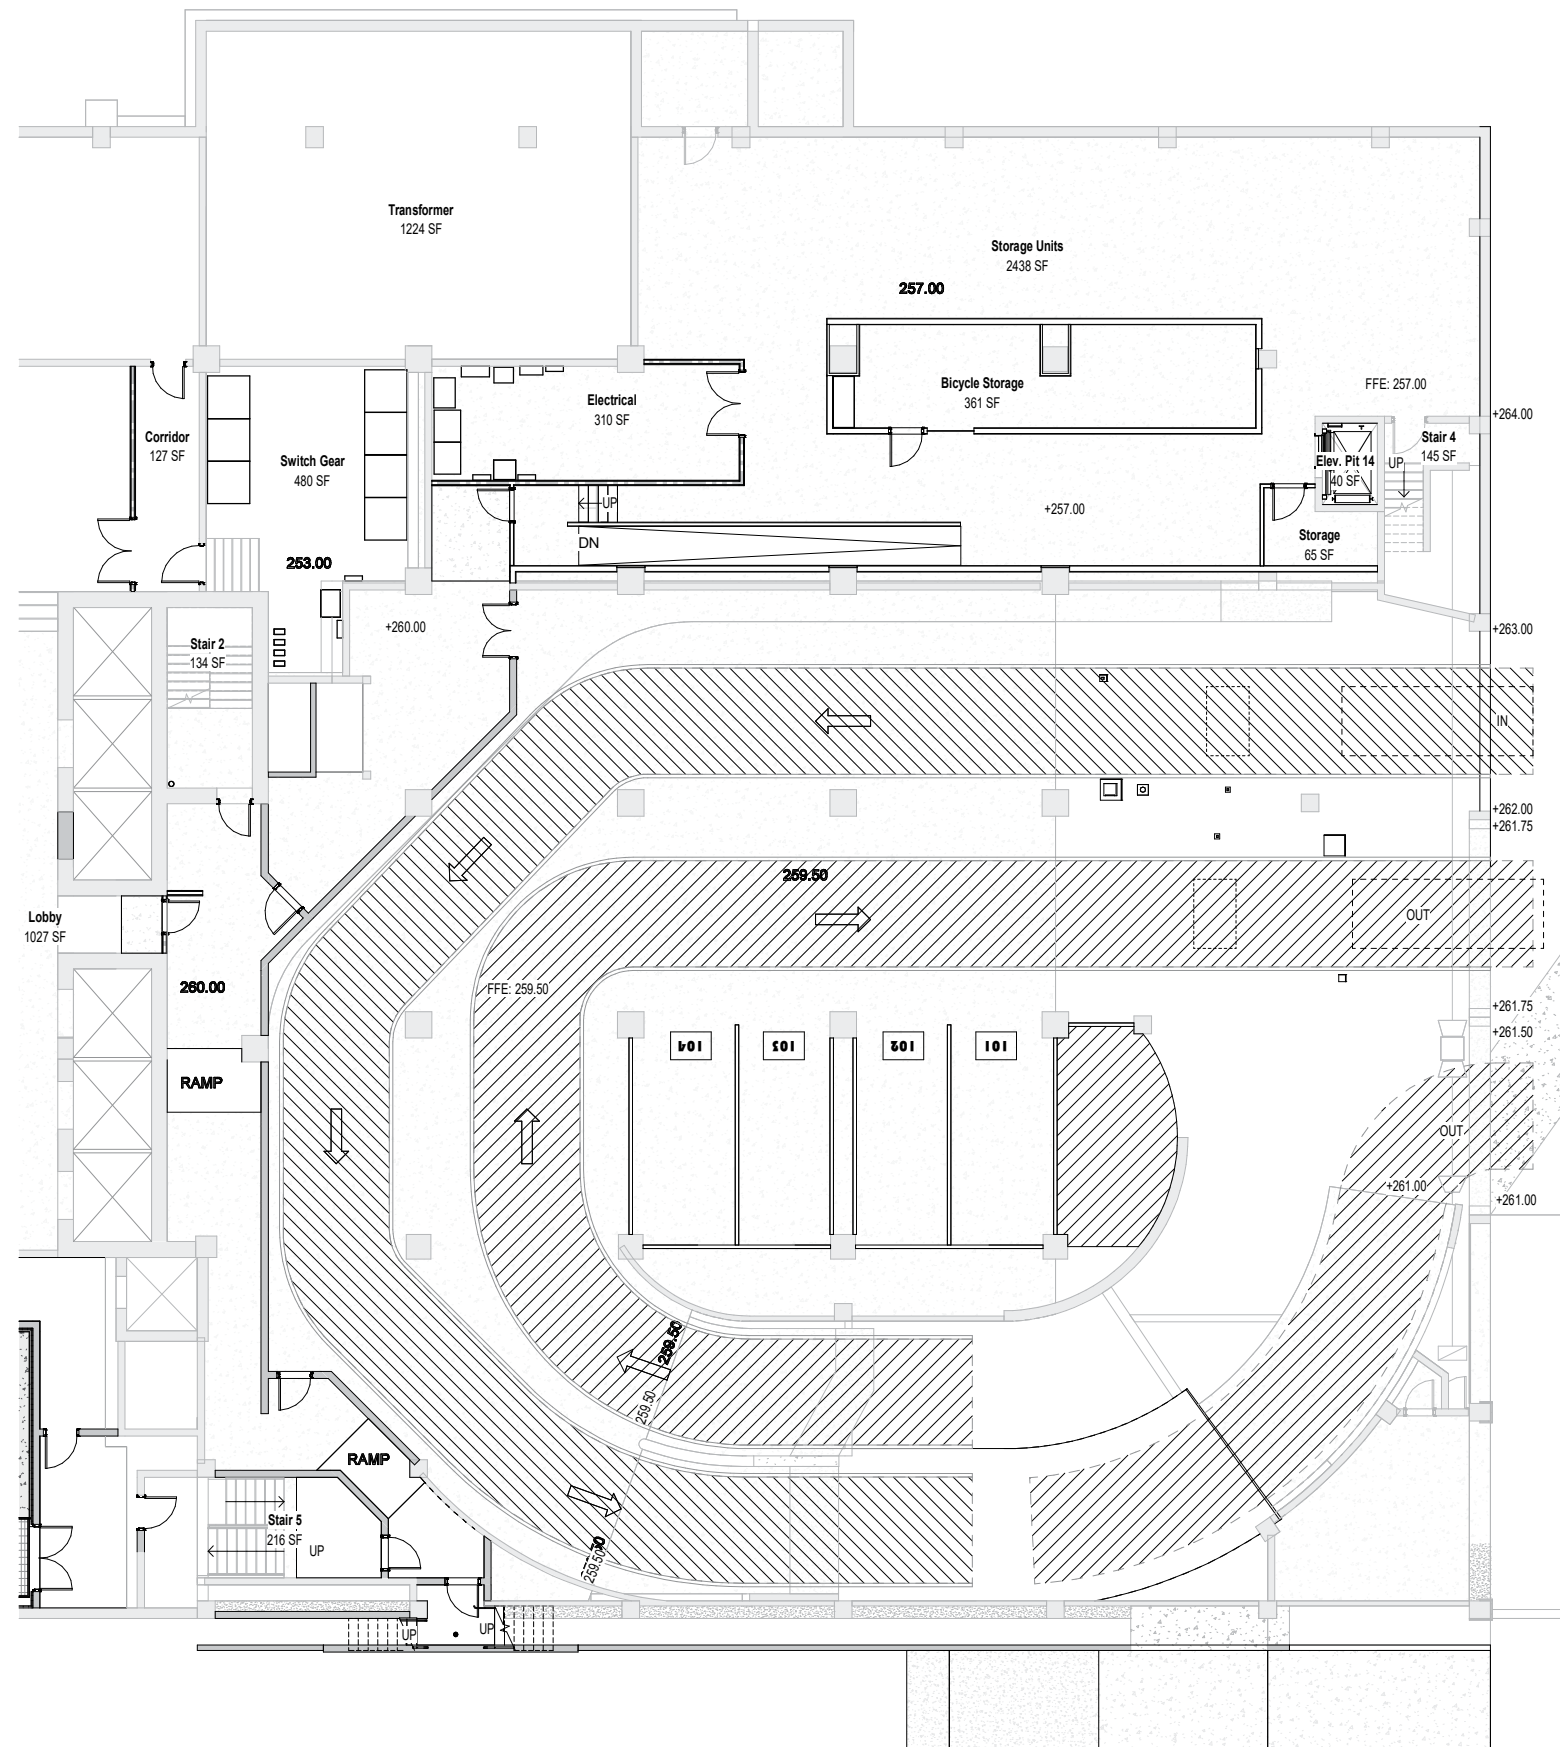 Transformer
1224 SF
Storage Units
2438 SF
257.00
Bicycle Storage
361 SF
FFE: 257.00
Electrical
310 SF
+264.00
Corridor
127 SF
Stair 4
145 SF
Switch Gear
480 SF
Elev. Pit 14
40 SF
UP
UP
+257.00
DN
Storage
65 SF
253.00
+260.00
+263.00
Stair 2
134 SF
IN
+262.00
+261.75
259.50
Lobby
1027 SF
OUT
260.00
FFE: 259.50
+261.75
+261.50
104
103
102
101
RAMP
OUT
+261.00
+261.00
259.50
259.50
RAMP
Stair 5
216 SF
UP
259.50
UP
UP